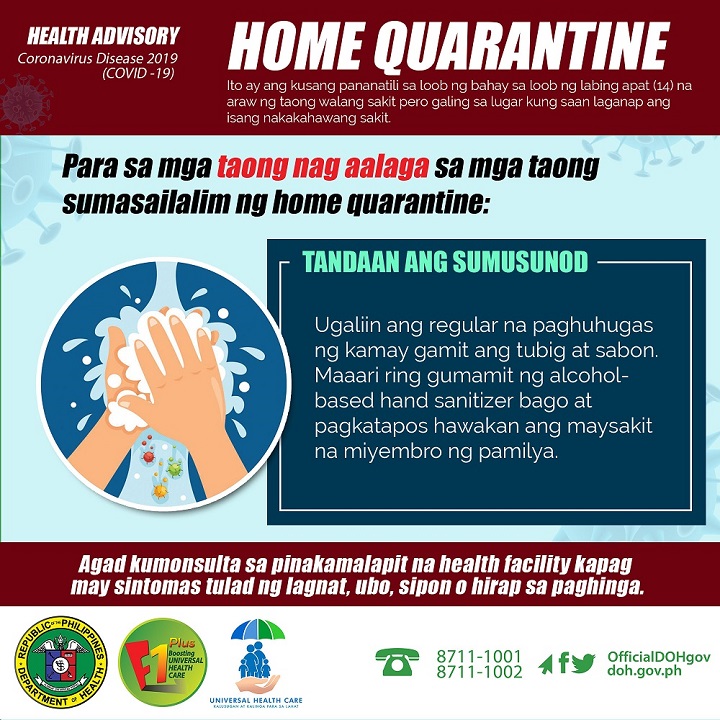 HEALTH ADVISORY
Coronavirus Disease 2019
(COVID -19)
HOME QUARANTINE
Ito ay ang kusang pananatili sa loob ng bahay sa loob ng labing apat (14) na
araw ng taong walang sakit pero galing sa lugar kung saan laganap ang
isang nakakahawang sakit.
Para sa mga taong nag aalaga sa mga taong
sumasailalim ng home quarantine:
TANDAAN ANG SUMUSUNOD
Ugaliin ang regular na paghuhugas
ng kamay gamit ang tubig at sabon.
Maaari ring gumamit ng alcohol-
based hand sanitizer bago at
pagkatapos hawakan ang maysakit
na miyembro ng pamilya.
Agad kumonsulta sa pinakamalapit na health facility kapag
may sintomas tulad ng lagnat, ubo, sipon o hirap sa paghinga.
REPUBLIC OF THE PHILIPPINES
DEPARTMENT OF HEALTH
F1 Plus
Boosting
UNIVERSAL
HEALTH
CARE
UNIVERSAL HEALTH CARE
KALUSUGAN AT KALINGA PARA SA LAHAT
8711-1001
8711-1002
OfficialDOHgov
doh.gov.ph